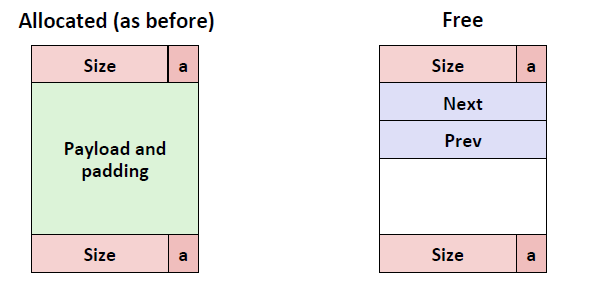 Allocated (as before)
Size a
Payload and
padding
Size a
Free
Size a
Next
Prev
Size a